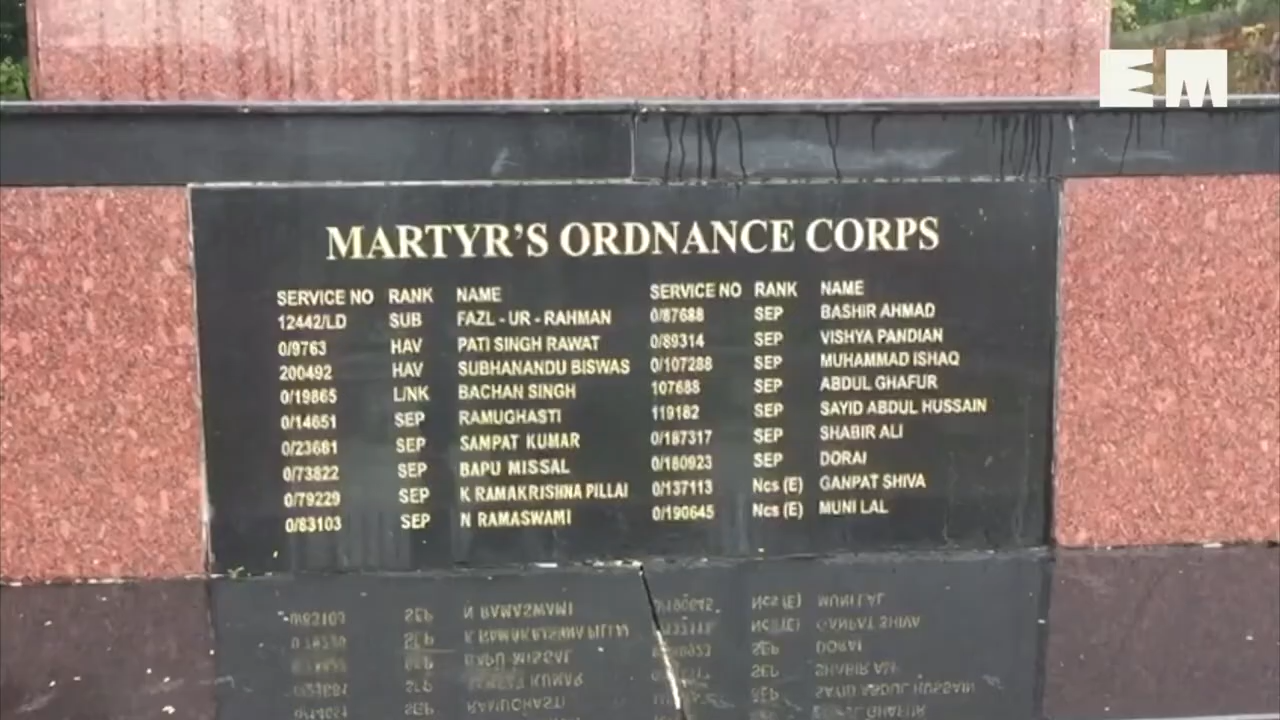 EM
MARTYR'S ORDNANCE CORPS
SERVICE NO RANK NAME
12442/LD SUB FAZL - UR - RAHMAN
0/9763 HAV PATI SINGH RAWAT
200492 HAV SUBHANANDU BISWAS
0/19865 L/NK BACHAN SINGH
0/14651 SEP RAMUGHASTI
0/23681 SEP SAMPAT KUMAR
0/73822 SEP BAPU MISSAL
0/79229 SEP K RAMAKRISHNA PILLAI
0/83103 SEP N RAMASWAMI
SERVICE NO RANK NAME
0/87688 SEP BASHIR AHMAD
0/89314 SEP VISHYA PANDIAN
0/107288 SEP MUHAMMAD ISHAQ
107688 SEP ABDUL GHAFUR
119182 SEP SAYID ABDUL HUSSAIN
0/187317 SEP SHABIR ALI
0/180923 SEP DORAI
0/137113 Ncs (E) GANPAT SHIVA
0/190645 Ncs (E) MUNI LAL